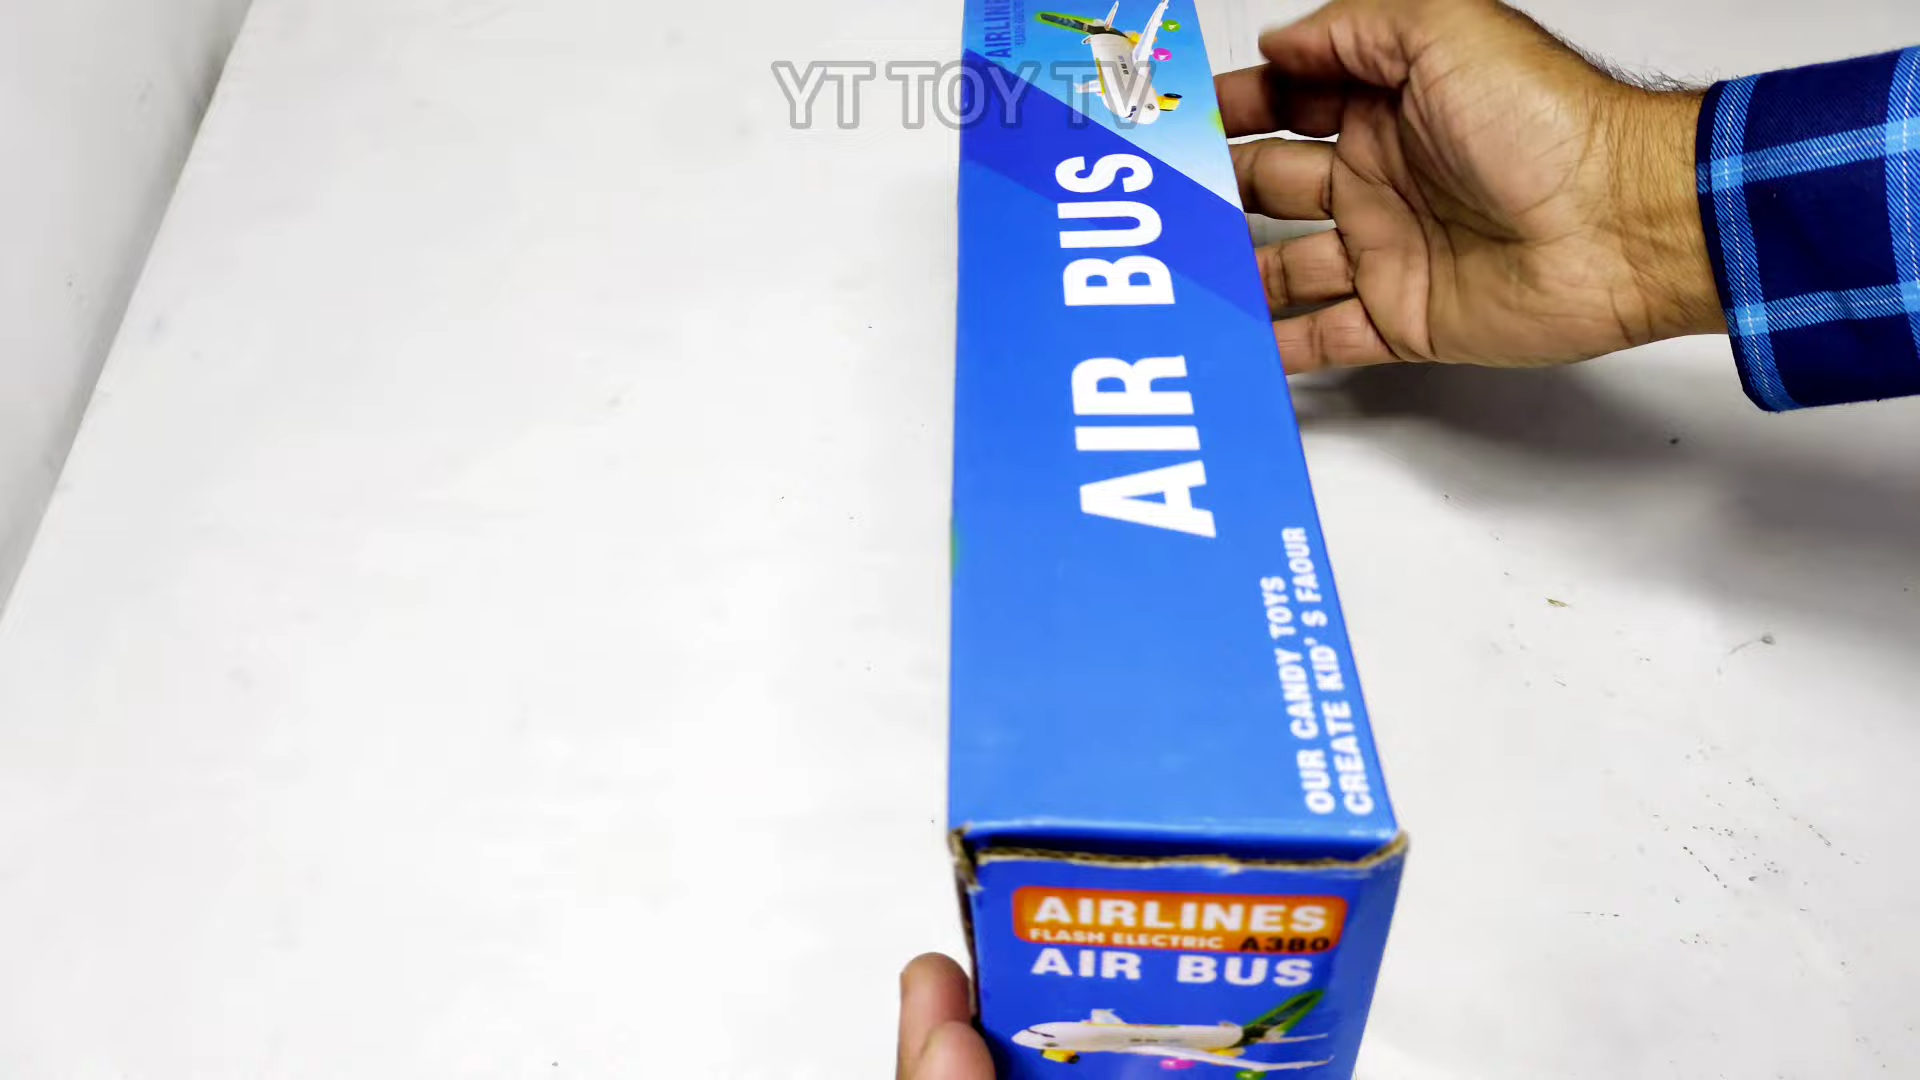 AIRLINES
YT TOY TV
AIR BUS
OUR CANDY TOYS
CREATE KID' S FAOUR
AIRLINES
FLASH ELECTRIC A380
AIR BUS